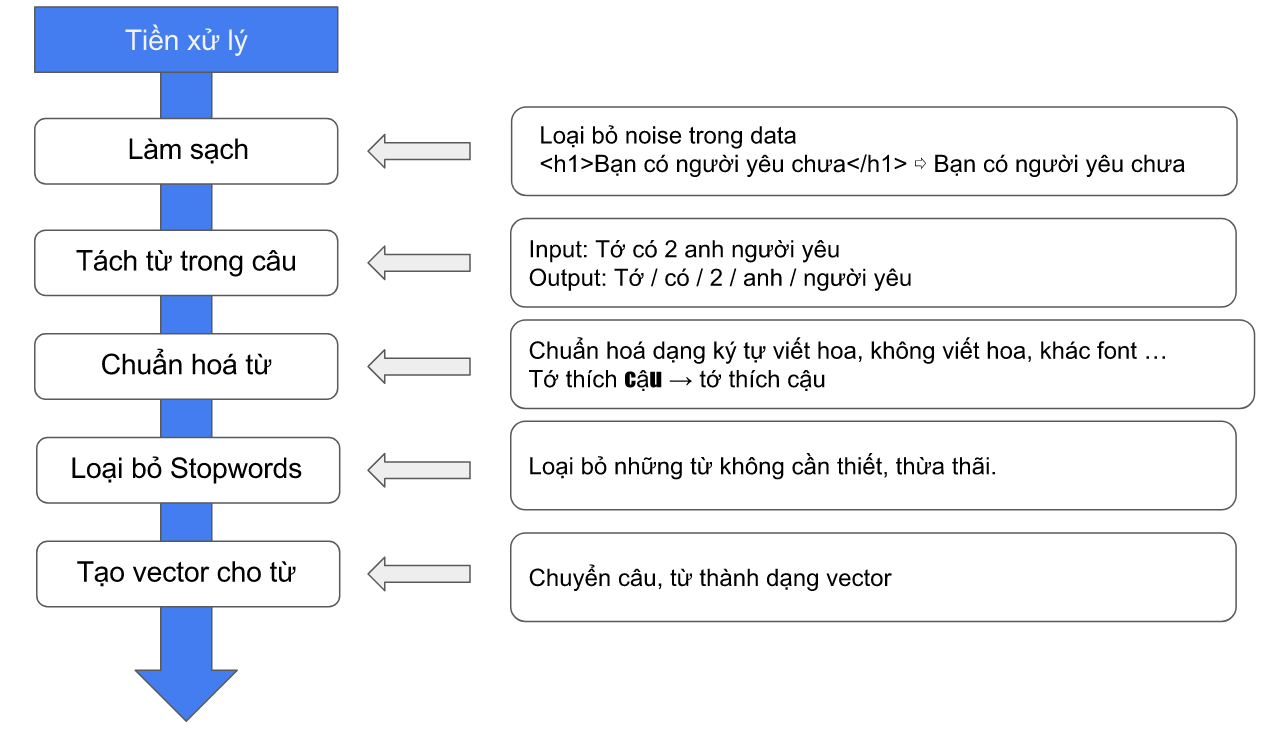 Tiền xử lý
Làm sạch
Loại bỏ noise trong data
<h1>Bạn có người yêu chưa</h1> ⇨ Bạn có người yêu chưa
Tách từ trong câu
Input: Tớ có 2 anh người yêu
Output: Tớ / có / 2 / anh / người yêu
Chuẩn hoá từ
Chuẩn hoá dạng ký tự viết hoa, không viết hoa, khác font …
Tớ thích cậu → tớ thích cậu
Loại bỏ Stopwords
Loại bỏ những từ không cần thiết, thừa thãi.
Tạo vector cho từ
Chuyển câu, từ thành dạng vector